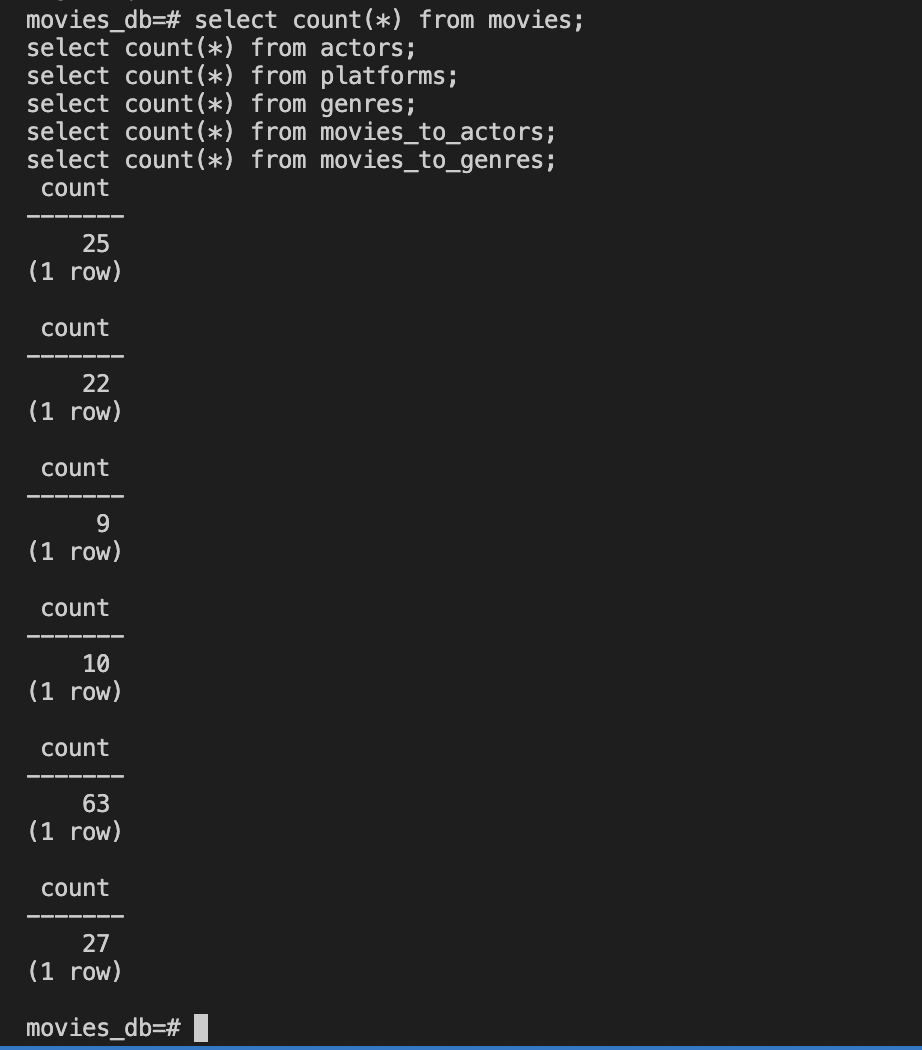 movies_db=# select count(*) from movies;
select count(*) from actors;
select count(*) from platforms;
select count(*) from genres;
select count(*) from movies_to_actors;
select count(*) from movies_to_genres;
 count
-------
    25
(1 row)

 count
-------
    22
(1 row)

 count
-------
     9
(1 row)

 count
-------
    10
(1 row)

 count
-------
    63
(1 row)

 count
-------
    27
(1 row)

movies_db=#